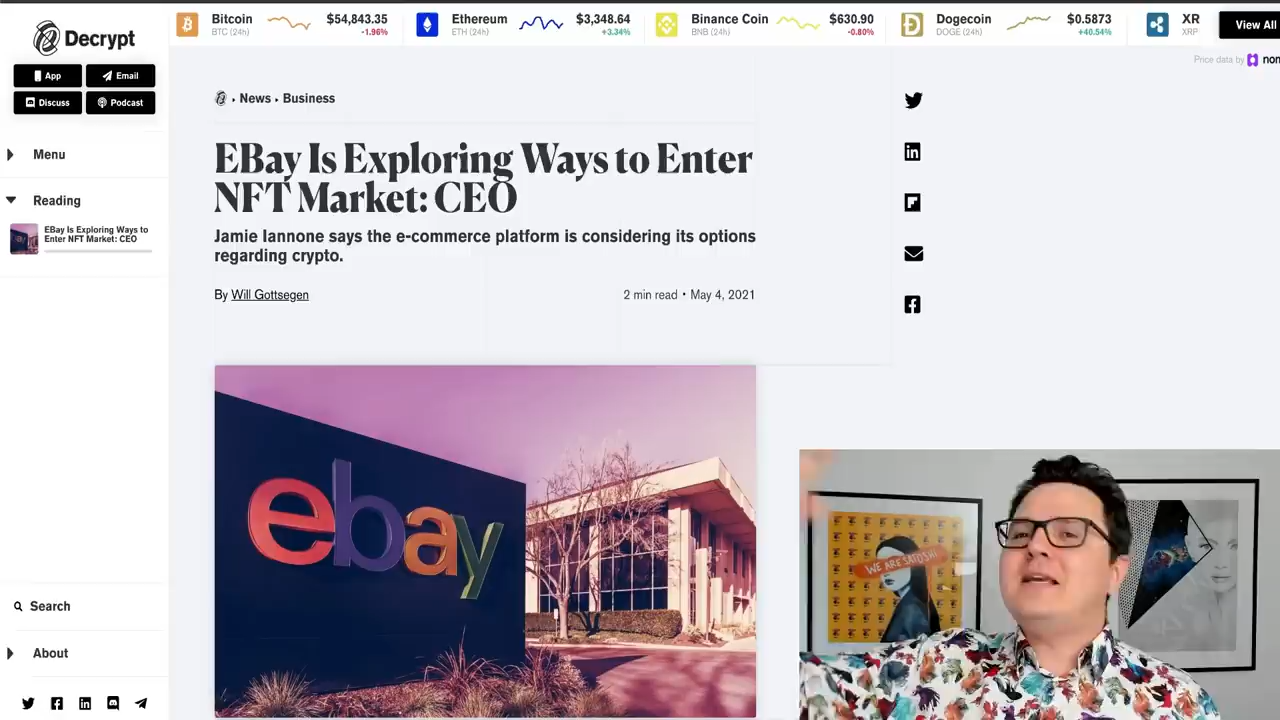 Decrypt
App
Email
Discuss
Podcast
Menu
Reading
EBay Is Exploring Ways to
Enter NFT Market: CEO
Search
About
Bitcoin $54,843.35
BTC (24h) -1.96%
Ethereum $3,348.64
ETH (24h) +3.34%
Binance Coin $630.90
BNB (24h) -0.80%
Dogecoin $0.5873
DOGE (24h) +40.54%
XR
XRP
View All
Price data by nom
News Business
EBay Is Exploring Ways to Enter
NFT Market: CEO
Jamie Iannone says the e-commerce platform is considering its options
regarding crypto.
By Will Gottsegen
2 min read • May 4, 2021
ebay
WE ARE SATOSHI